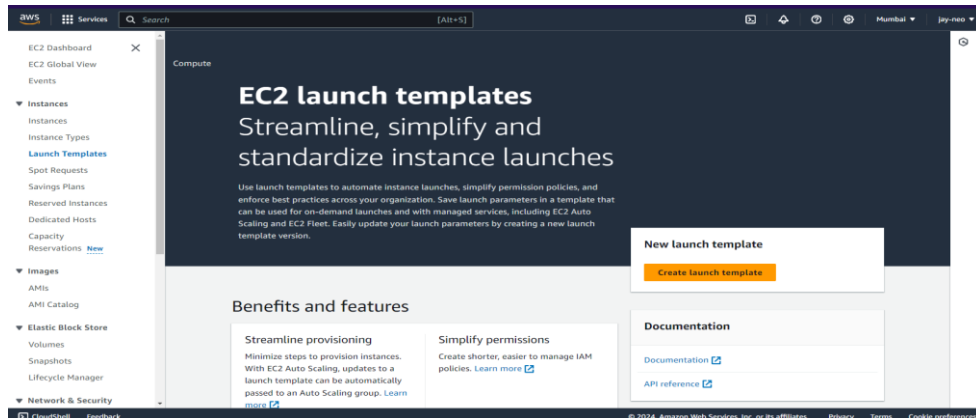 aws Services Search [Alt+S] Mumbai jay-neo
EC2 Dashboard
EC2 Global View
Events
Instances
Instances
Instance Types
Launch Templates
Spot Requests
Savings Plans
Reserved Instances
Dedicated Hosts
Capacity
Reservations New
Images
AMIs
AMI Catalog
Elastic Block Store
Volumes
Snapshots
Lifecycle Manager
Network & Security
Compute
EC2 launch templates
Streamline, simplify and
standardize instance launches
Use launch templates to automate instance launches, simplify permission policies, and
enforce best practices across your organization. Save launch parameters in a template that
can be used for on-demand launches and with managed services, including EC2 Auto
Scaling and EC2 Fleet. Easily update your launch parameters by creating a new launch
template version.
New launch template
Create launch template
Benefits and features
Streamline provisioning
Minimize steps to provision instances.
With EC2 Auto Scaling, updates to a
launch template can be automatically
passed to an Auto Scaling group. Learn
more
Simplify permissions
Create shorter, easier to manage IAM
policies. Learn more
Documentation
Documentation
API reference
CloudShell Feedback © 2024, Amazon Web Services, Inc. or its affiliates. Privacy Terms Cookie preferences